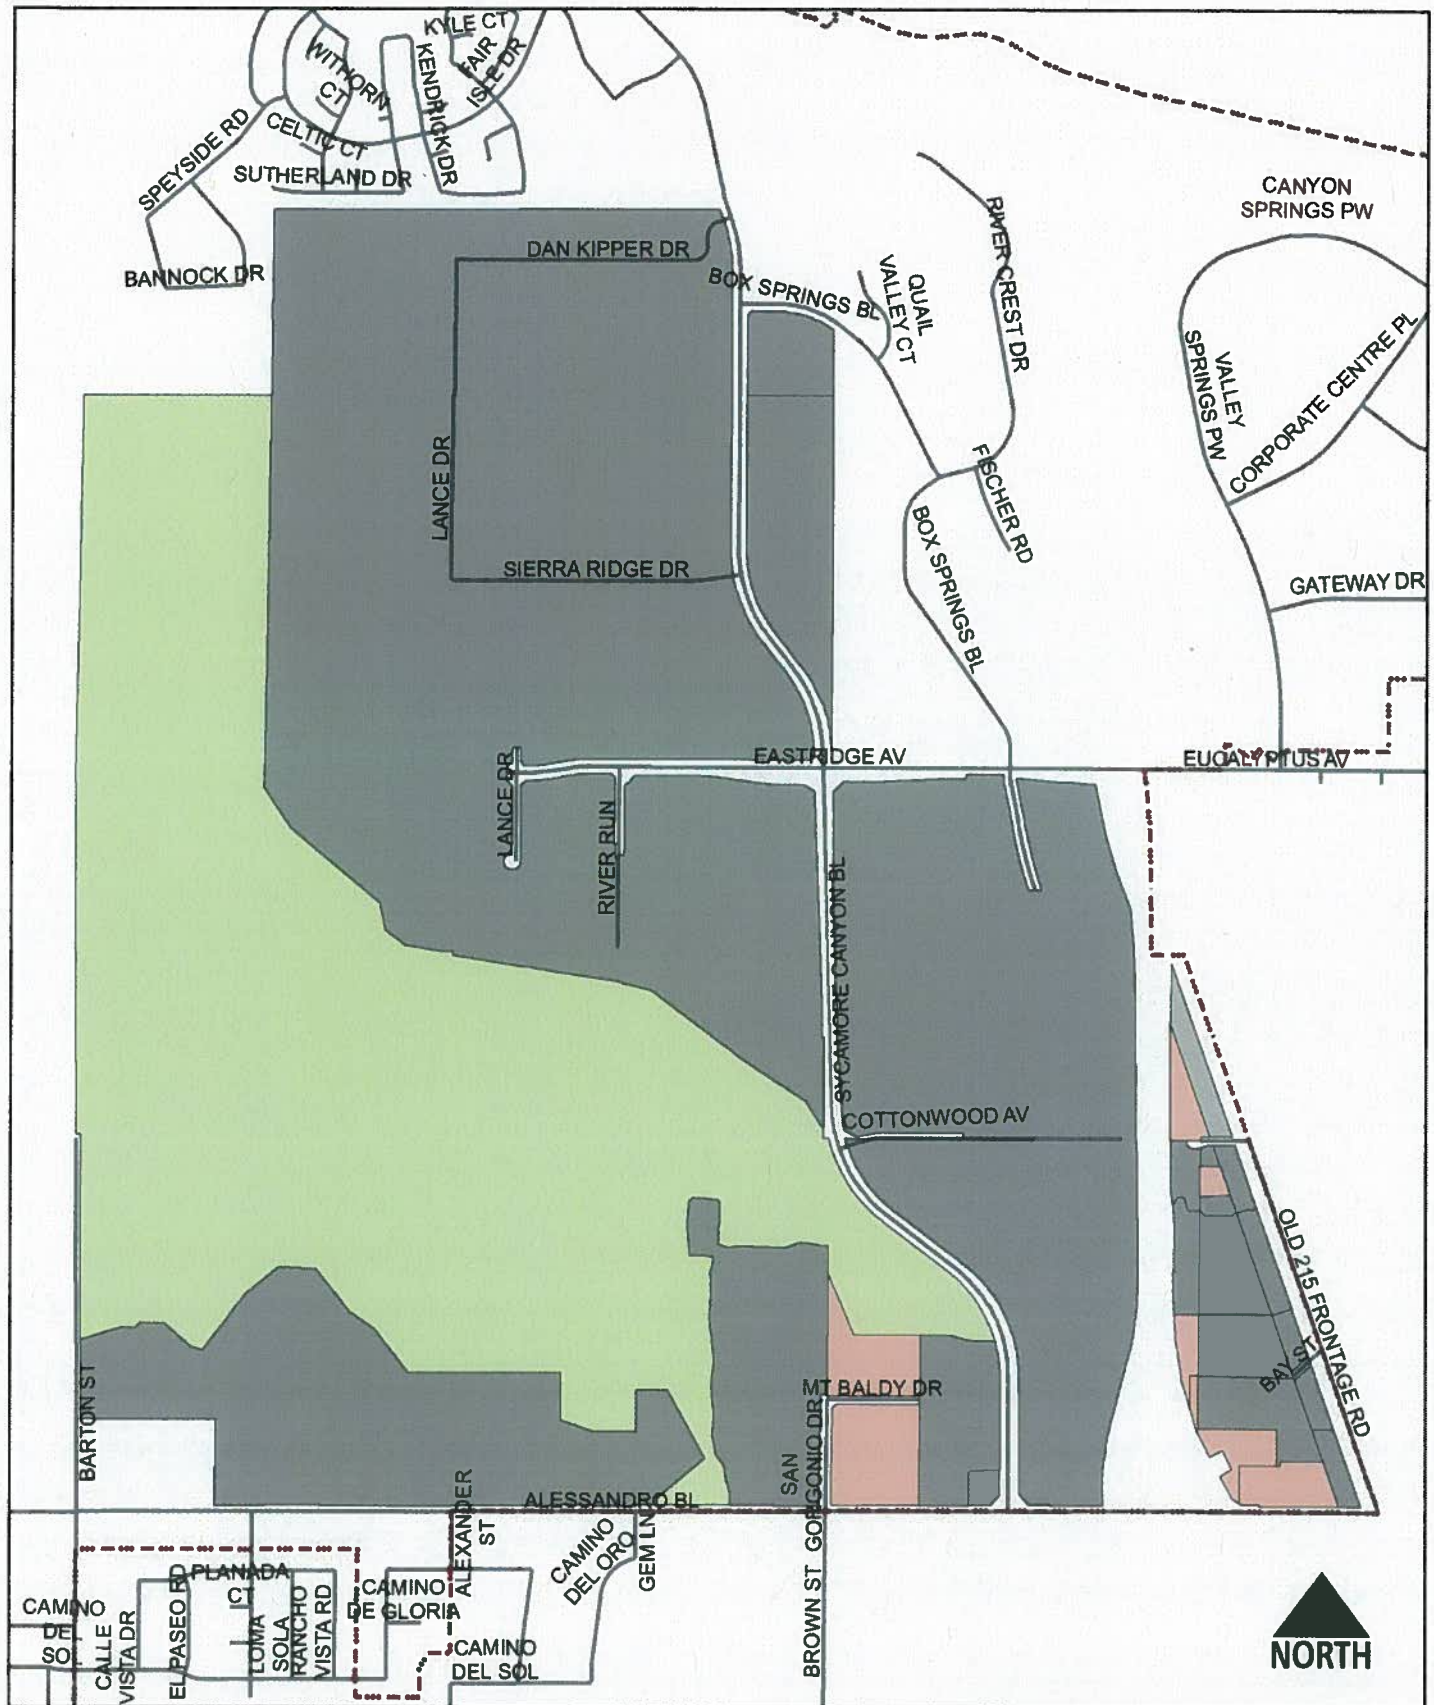 KYLE CT
FAIR
ISLE DR
WITHORN
CT
KENDRICK DR
CELTIC CT
SPEYSIDE RD
SUTHERLAND DR
BANNOCK DR
DAN KIPPER DR
BOX SPRINGS BL
QUAIL
VALLEY CT
RIVER CREST DR
CANYON
SPRINGS PW
VALLEY
SPRINGS PW
CORPORATE CENTRE PL
LANCE DR
FISCHER RD
SIERRA RIDGE DR
BOX SPRINGS BL
GATEWAY DR
EASTRIDGE AV
EUCALYPTUS AV
LANCE DR
RIVER RUN
SYCAMORE CANYON BL
COTTONWOOD AV
OLD 215 FRONTAGE RD
BAY ST
MT BALDY DR
BARTON ST
SAN
GORGONIO DR
ALESSANDRO BL
ALEXANDER
ST
CAMINO
DEL ORO
GEM LN
BROWN ST
PLANADA
CT
CAMINO
DE GLORIA
CAMINO
DEL
SOL
CALLE
VISTA DR
EL PASEO RD
LOMA
SOLA
RANCHO
VISTA RD
CAMINO
DEL SOL
NORTH